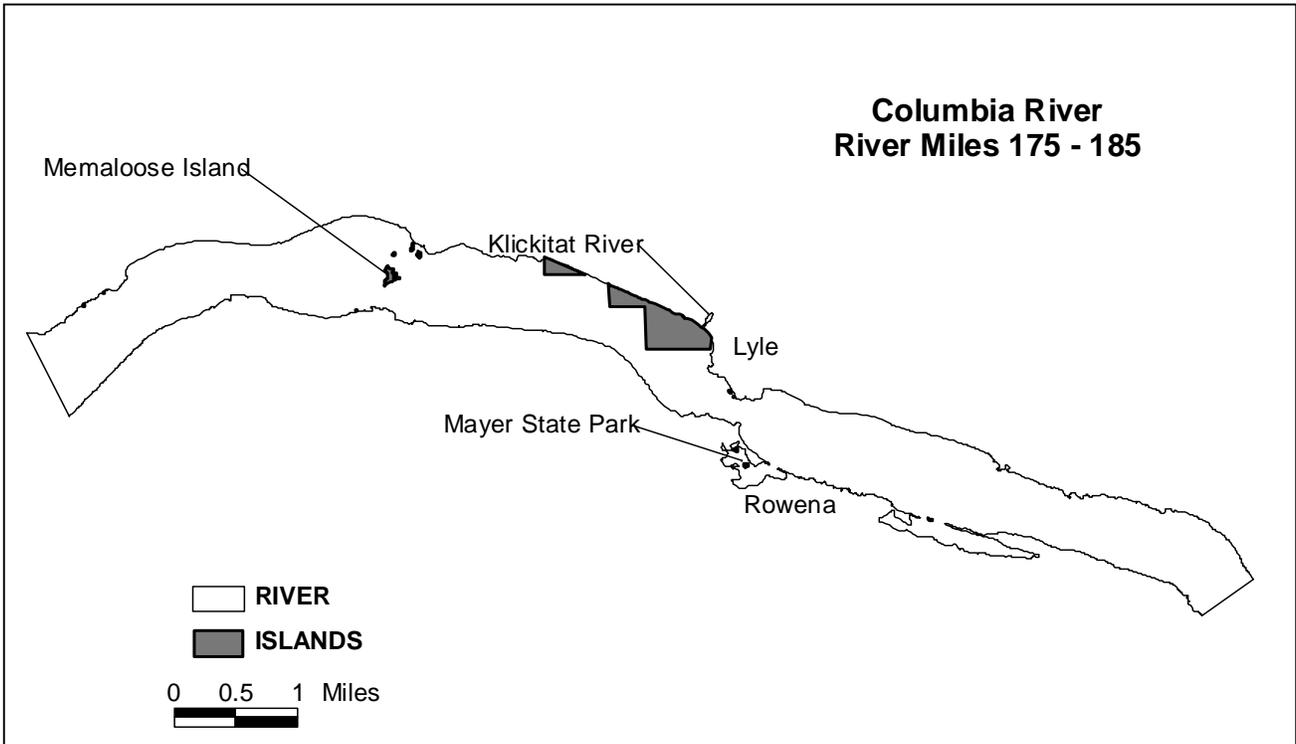 Columbia River
River Miles 175 - 185
Memaloose Island
Klickitat River
Lyle
Mayer State Park
Rowena
RIVER
ISLANDS
0 0.5 1 Miles